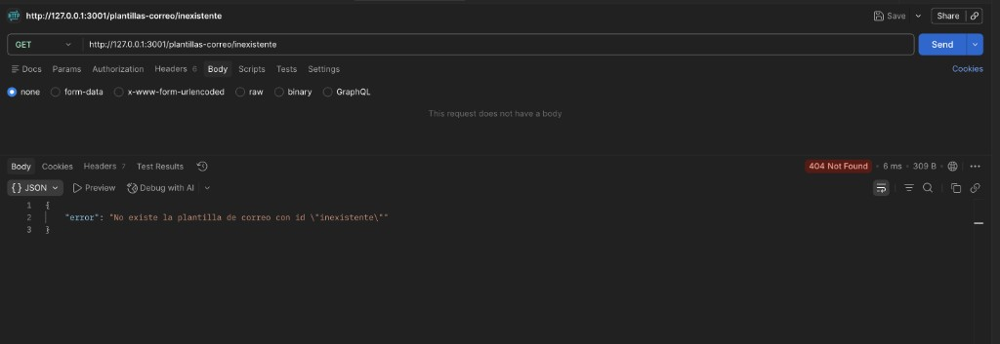 http://127.0.0.1:3001/plantillas-correo/inexistente Save Share
GET http://127.0.0.1:3001/plantillas-correo/inexistente Send
Docs Params Authorization Headers 6 Body Scripts Tests Settings Cookies
none form-data x-www-form-urlencoded raw binary GraphQL
This request does not have a body
Body Cookies Headers 7 Test Results 404 Not Found · 6 ms · 309 B
{} JSON Preview Debug with AI
1 {
2 "error": "No existe la plantilla de correo con id \"inexistente\""
3 }